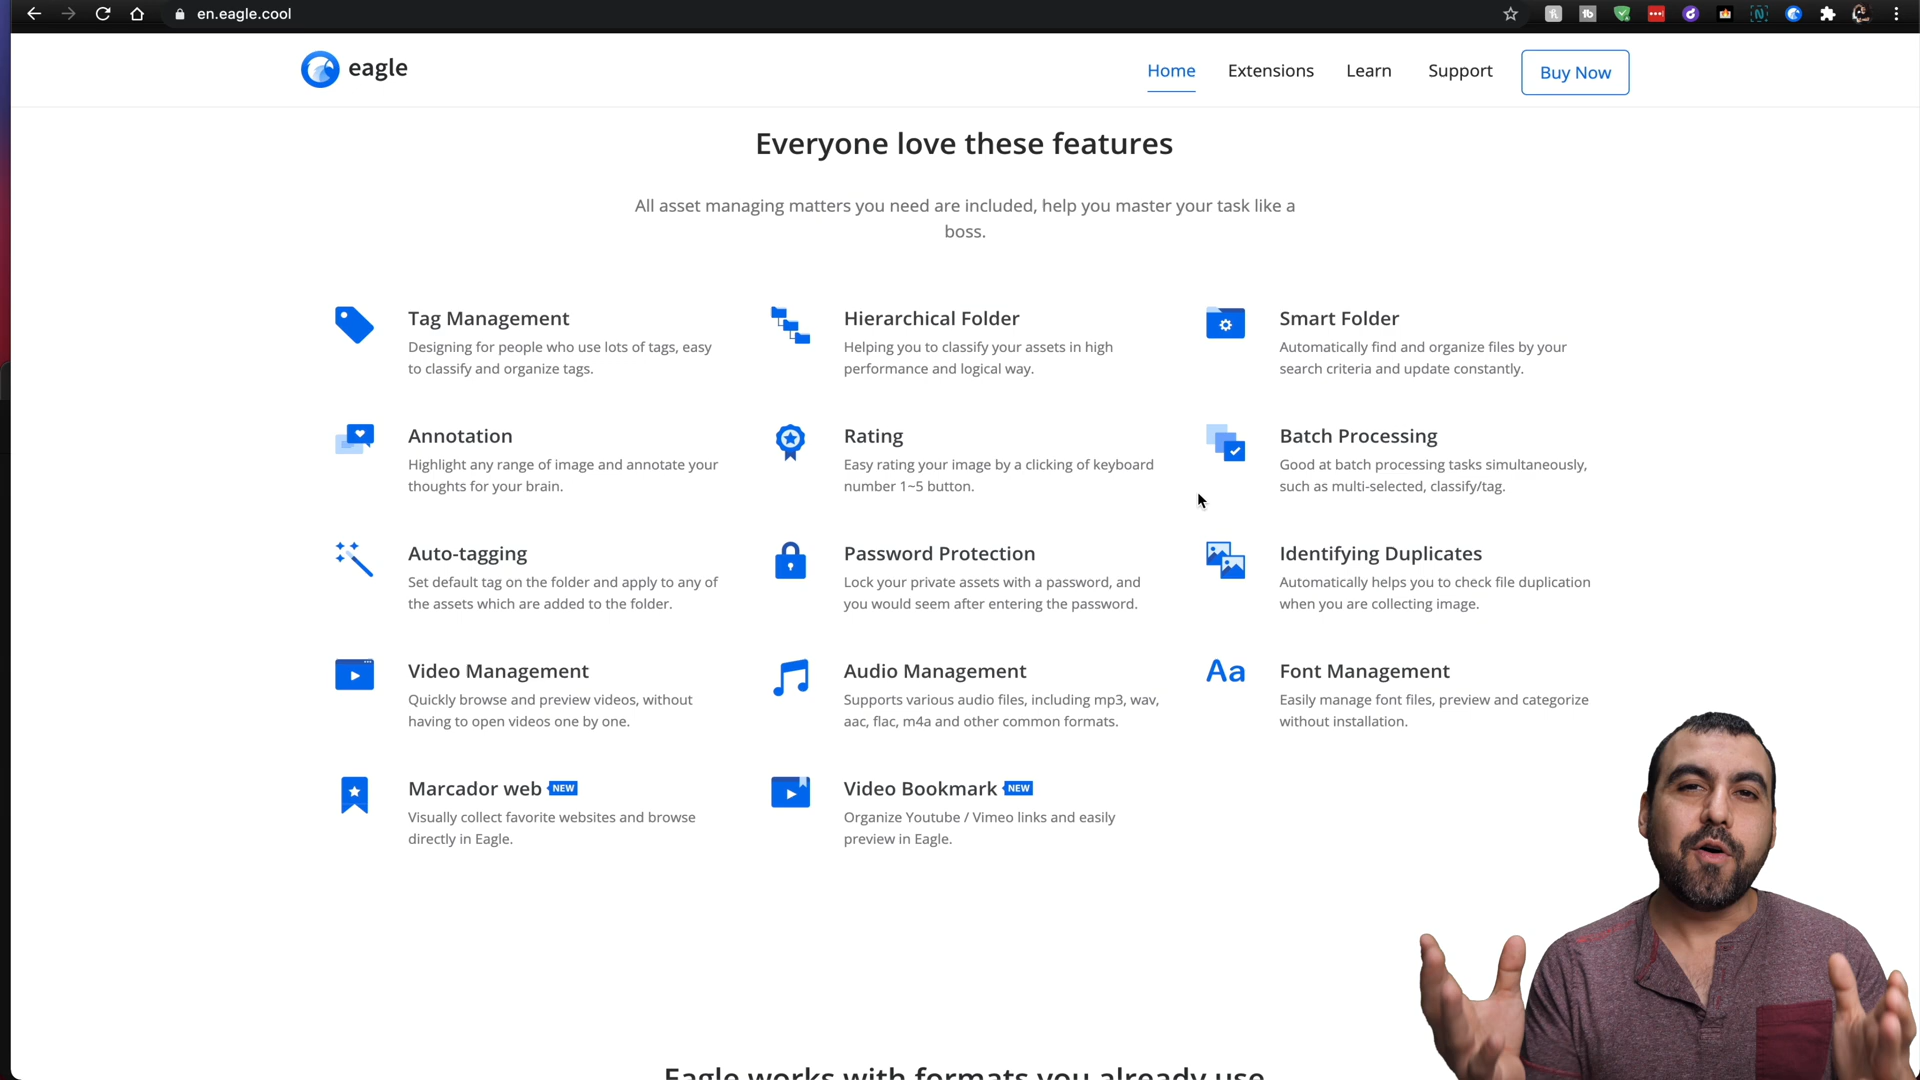 en.eagle.cool
eagle
Home Extensions Learn Support Buy Now
Everyone love these features
All asset managing matters you need are included, help you master your task like a
boss.
Tag Management
Designing for people who use lots of tags, easy
to classify and organize tags.
Hierarchical Folder
Helping you to classify your assets in high
performance and logical way.
Smart Folder
Automatically find and organize files by your
search criteria and update constantly.
Annotation
Highlight any range of image and annotate your
thoughts for your brain.
Rating
Easy rating your image by a clicking of keyboard
number 1~5 button.
Batch Processing
Good at batch processing tasks simultaneously,
such as multi-selected, classify/tag.
Auto-tagging
Set default tag on the folder and apply to any of
the assets which are added to the folder.
Password Protection
Lock your private assets with a password, and
you would seem after entering the password.
Identifying Duplicates
Automatically helps you to check file duplication
when you are collecting image.
Video Management
Quickly browse and preview videos, without
having to open videos one by one.
Audio Management
Supports various audio files, including mp3, wav,
aac, flac, m4a and other common formats.
Aa
Font Management
Easily manage font files, preview and categorize
without installation.
Marcador web NEW
Visually collect favorite websites and browse
directly in Eagle.
Video Bookmark NEW
Organize Youtube / Vimeo links and easily
preview in Eagle.
Eagle works with formats you already use